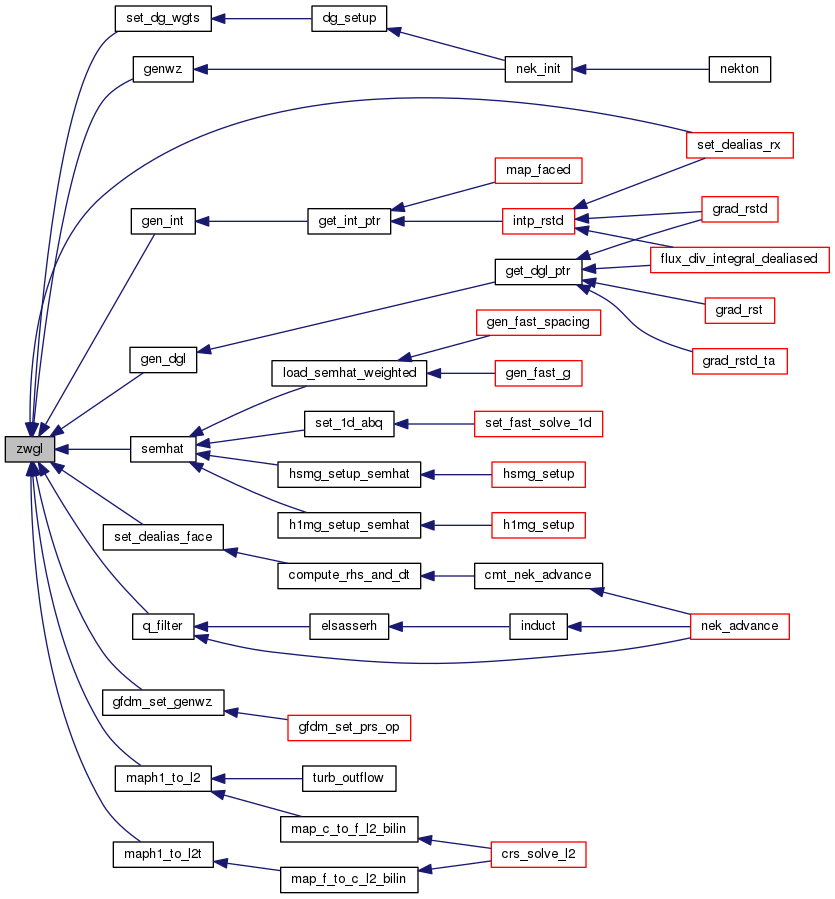 set_dg_wgts
dg_setup
genwz
nek_init
nekton
set_dealias_rx
map_faced
gen_int
get_int_ptr
intp_rstd
grad_rstd
flux_div_integral_dealiased
get_dgl_ptr
grad_rst
gen_fast_spacing
gen_dgl
grad_rstd_ta
load_semhat_weighted
gen_fast_g
set_1d_abq
set_fast_solve_1d
zwgl
semhat
hsmg_setup_semhat
hsmg_setup
h1mg_setup_semhat
h1mg_setup
set_dealias_face
compute_rhs_and_dt
cmt_nek_advance
q_filter
elsasserh
induct
nek_advance
gfdm_set_genwz
gfdm_set_prs_op
maph1_to_l2
turb_outflow
map_c_to_f_l2_bilin
maph1_to_l2t
crs_solve_l2
map_f_to_c_l2_bilin